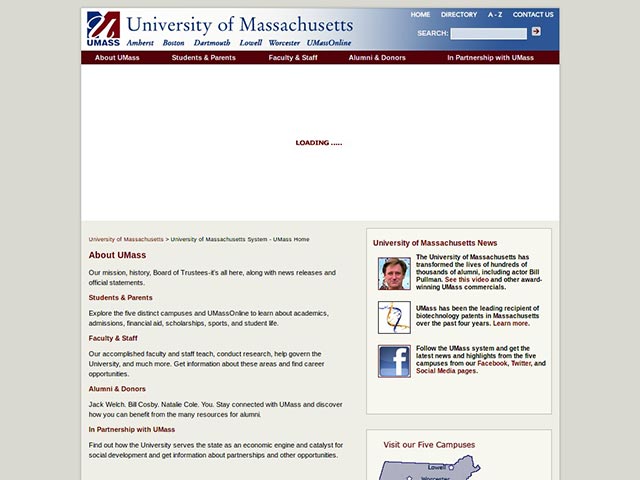 HOME DIRECTORY A - Z CONTACT US
University of Massachusetts
UMASS
Amherst Boston Dartmouth Lowell Worcester UMassOnline
SEARCH:
About UMass Students & Parents Faculty & Staff Alumni & Donors In Partnership with UMass
LOADING .....
University of Massachusetts > University of Massachusetts System - UMass Home
About UMass
Our mission, history, Board of Trustees-it's all here, along with news releases and
official statements.
Students & Parents
Explore the five distinct campuses and UMassOnline to learn about academics,
admissions, financial aid, scholarships, sports, and student life.
Faculty & Staff
Our accomplished faculty and staff teach, conduct research, help govern the
University, and much more. Get information about these areas and find career
opportunities.
Alumni & Donors
Jack Welch. Bill Cosby. Natalie Cole. You. Stay connected with UMass and discover
how you can benefit from the many resources for alumni.
In Partnership with UMass
Find out how the University serves the state as an economic engine and catalyst for
social development and get information about partnerships and other opportunities.
University of Massachusetts News
The University of Massachusetts has
transformed the lives of hundreds of
thousands of alumni, including actor Bill
Pullman. See this video and other award-
winning UMass commercials.
UMass has been the leading recipient of
biotechnology patents in Massachusetts
over the past four years. Learn more.
Follow the UMass system and get the
latest news and highlights from the five
campuses from our Facebook, Twitter, and
Social Media pages.
Visit our Five Campuses
Lowell
Worcester